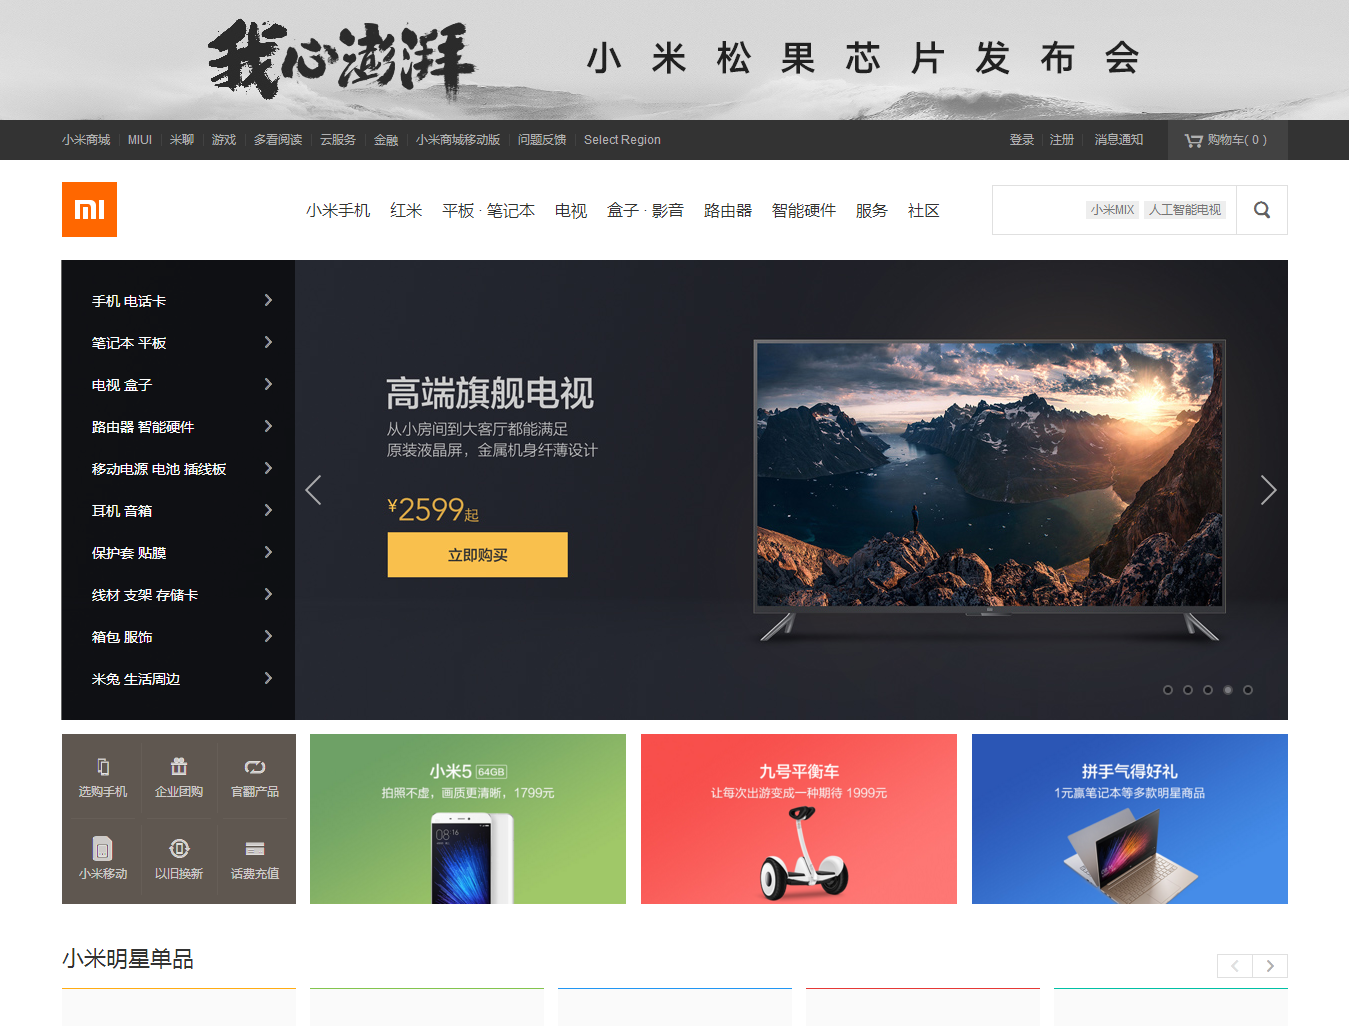 我心澎湃
小米松果芯片发布会
小米商城 MIUI 米聊 游戏 多看阅读 云服务 金融 小米商城移动版 问题反馈 Select Region 登录 注册 消息通知 购物车( 0 )
小米手机 红米 平板 · 笔记本 电视 盒子 · 影音 路由器 智能硬件 服务 社区 小米MIX 人工智能电视
手机 电话卡
笔记本 平板
电视 盒子
路由器 智能硬件
移动电源 电池 插线板
耳机 音箱
保护套 贴膜
线材 支架 存储卡
箱包 服饰
米兔 生活周边
高端旗舰电视
从小房间到大客厅都能满足
原装液晶屏，金属机身纤薄设计
¥2599起
立即购买
选购手机 企业团购 官翻产品
小米移动 以旧换新 话费充值
小米5 64GB
拍照不虚，画质更清晰，1799元
08:16
九号平衡车
让每次出游变成一种期待 1999元
拼手气得好礼
1元赢笔记本等多款明星商品
小米明星单品